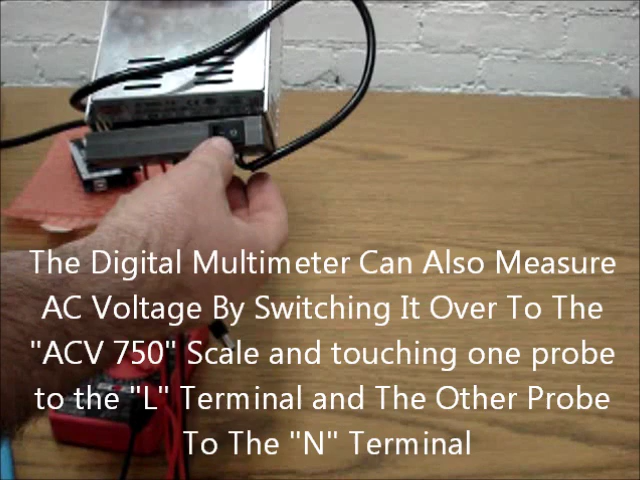 The Digital Multimeter Can Also Measure
AC Voltage By Switching It Over To The
"ACV 750" Scale and touching one probe
to the "L" Terminal and The Other Probe
To The "N" Terminal